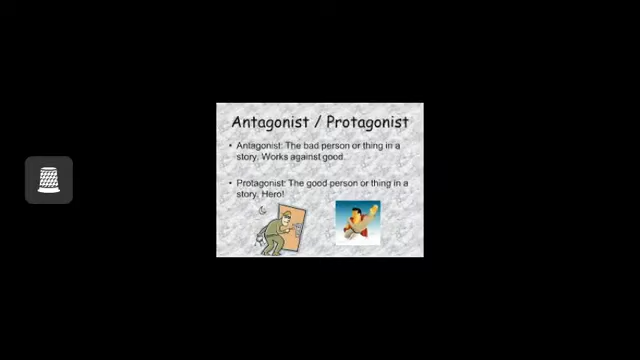 Antagonist / Protagonist
• Antagonist: The bad person or thing in a
story. Works against good.
• Protagonist: The good person or thing in a
story. Hero!